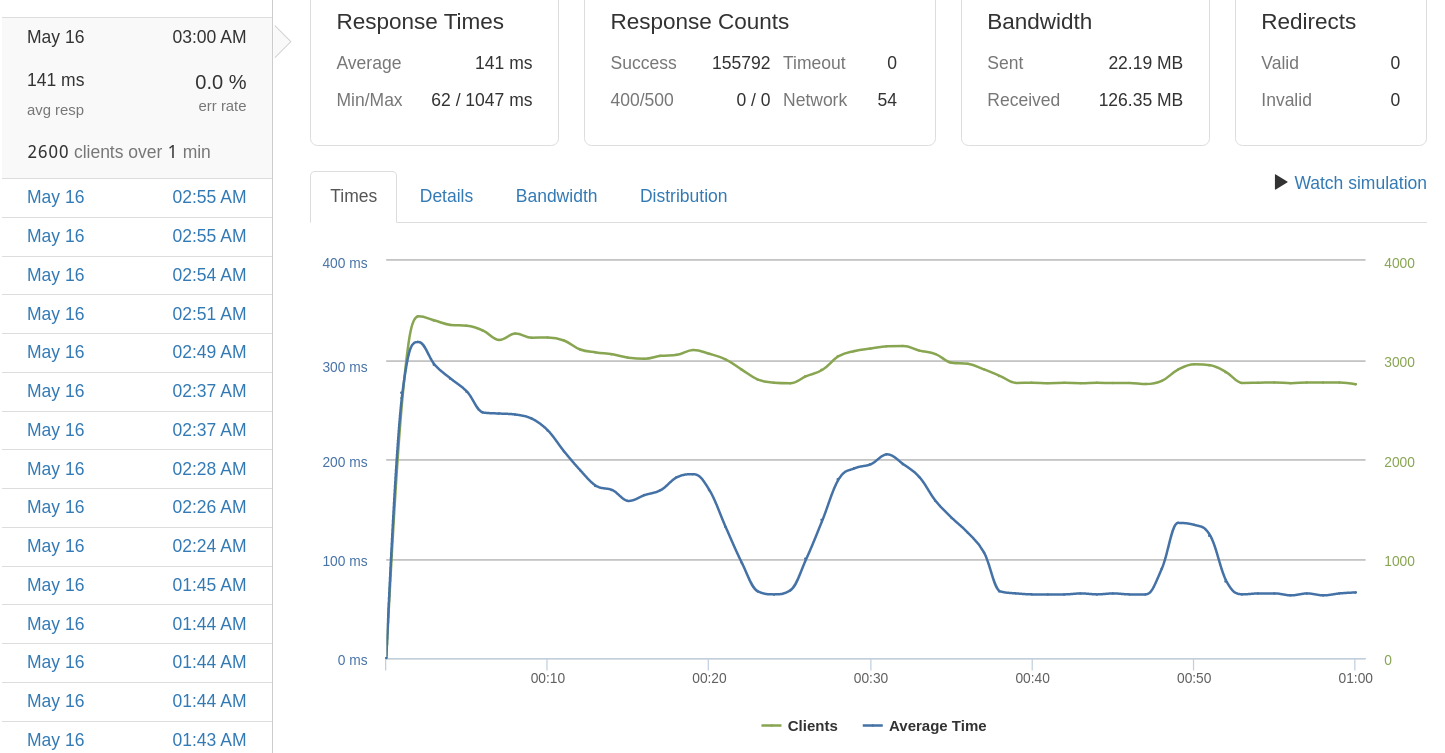 May 16 03:00 AM
141 ms 0.0 %
avg resp err rate
2600 clients over 1 min
May 16 02:55 AM
May 16 02:55 AM
May 16 02:54 AM
May 16 02:51 AM
May 16 02:49 AM
May 16 02:37 AM
May 16 02:37 AM
May 16 02:28 AM
May 16 02:26 AM
May 16 02:24 AM
May 16 01:45 AM
May 16 01:44 AM
May 16 01:44 AM
May 16 01:44 AM
May 16 01:43 AM
Response Times
Average 141 ms
Min/Max 62 / 1047 ms
Response Counts
Success 155792 Timeout 0
400/500 0 / 0 Network 54
Bandwidth
Sent 22.19 MB
Received 126.35 MB
Redirects
Valid 0
Invalid 0
Times Details Bandwidth Distribution
Watch simulation
400 ms 4000
300 ms 3000
200 ms 2000
100 ms 1000
0 ms 0
00:10 00:20 00:30 00:40 00:50 01:00
Clients Average Time